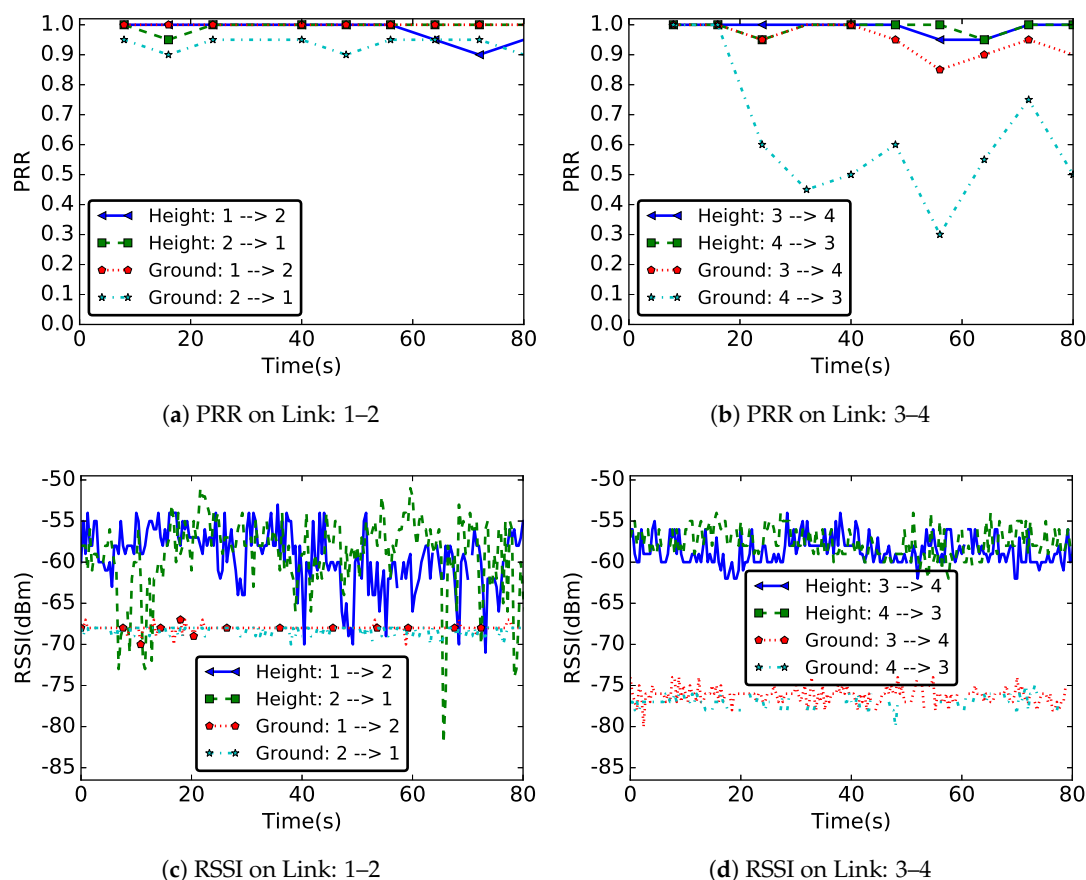 1.0
0.9
0.8
0.7
0.6
0.5
0.4
0.3
0.2
0.1
0.0
PRR
Height: 1 --> 2
Height: 2 --> 1
Ground: 1 --> 2
Ground: 2 --> 1
0 20 40 60 80
Time(s)
(a) PRR on Link: 1–2
1.0
0.9
0.8
0.7
0.6
0.5
0.4
0.3
0.2
0.1
0.0
PRR
Height: 3 --> 4
Height: 4 --> 3
Ground: 3 --> 4
Ground: 4 --> 3
0 20 40 60 80
Time(s)
(b) PRR on Link: 3–4
-50
-55
-60
-65
-70
-75
-80
-85
RSSI(dBm)
Height: 1 --> 2
Height: 2 --> 1
Ground: 1 --> 2
Ground: 2 --> 1
0 20 40 60 80
Time(s)
(c) RSSI on Link: 1–2
-50
-55
-60
-65
-70
-75
-80
-85
RSSI(dBm)
Height: 3 --> 4
Height: 4 --> 3
Ground: 3 --> 4
Ground: 4 --> 3
0 20 40 60 80
Time(s)
(d) RSSI on Link: 3–4